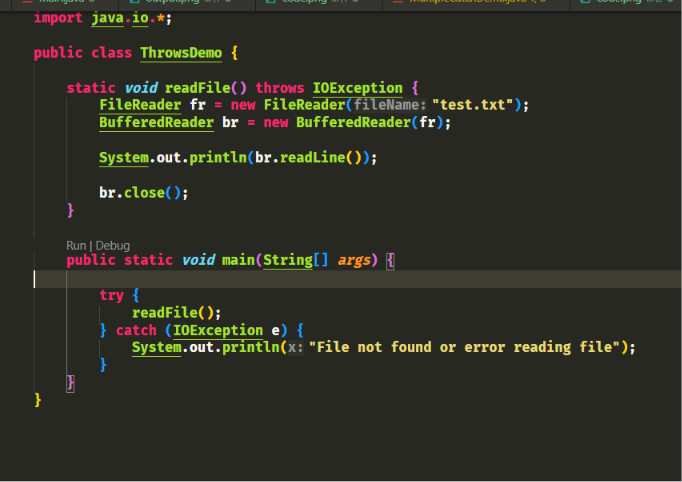 import java.io.*;
public class ThrowsDemo {
static void readFile() throws IOException {
FileReader fr = new FileReader(fileName: "test.txt");
BufferedReader br = new BufferedReader(fr);
System.out.println(br.readLine());
br.close();
}
Run | Debug
public static void main(String[] args) {
try {
readFile();
} catch (IOException e) {
System.out.println(x: "File not found or error reading file");
}
}
}